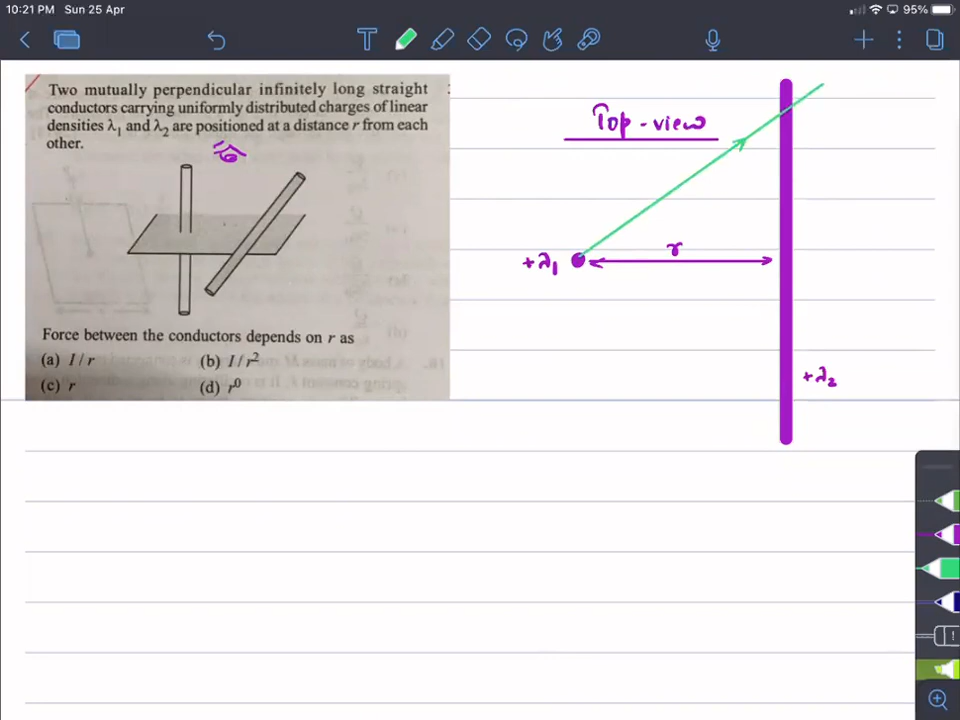 10:21 PM Sun 25 Apr
95%
Two mutually perpendicular infinitely long straight
conductors carrying uniformly distributed charges of linear
densities λ₁ and λ₂ are positioned at a distance r from each
other.
Force between the conductors depends on r as
(a) I/r
(b) I/r²
(c) r
(d) r⁰
Top-view
+λ₁
r
+λ₂